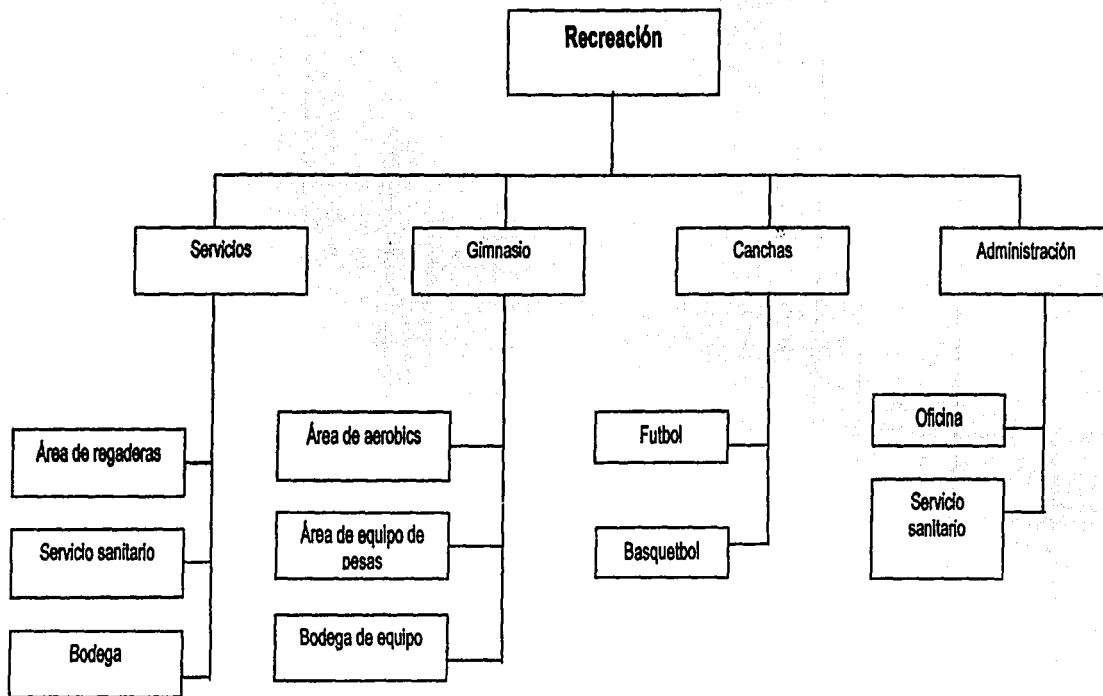 Recreación
Servicios
Gimnasio
Canchas
Administración
Área de regaderas
Servicio sanitario
Bodega
Área de aerobics
Área de equipo de
pesas
Bodega de equipo
Futbol
Basquetbol
Oficina
Servicio
sanitario